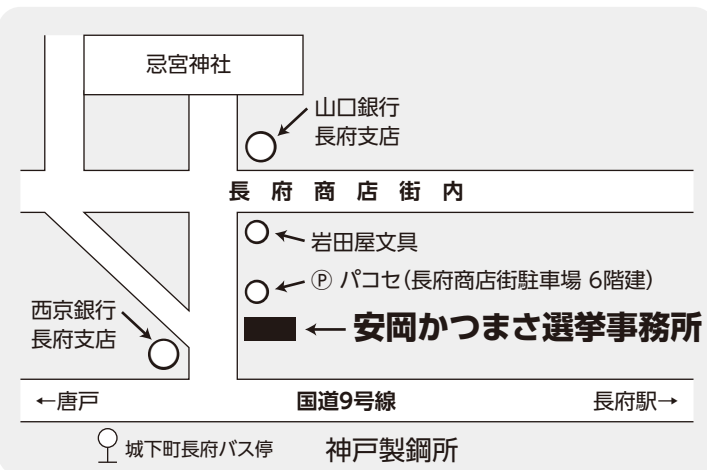 忌宮神社
山口銀行
長府支店
長府商店街内
岩田屋文具
Ⓟ パコセ(長府商店街駐車場 6階建)
西京銀行
長府支店
←安岡かつまさ選挙事務所
←唐戸
国道9号線
長府駅→
城下町長府バス停
神戸製鋼所